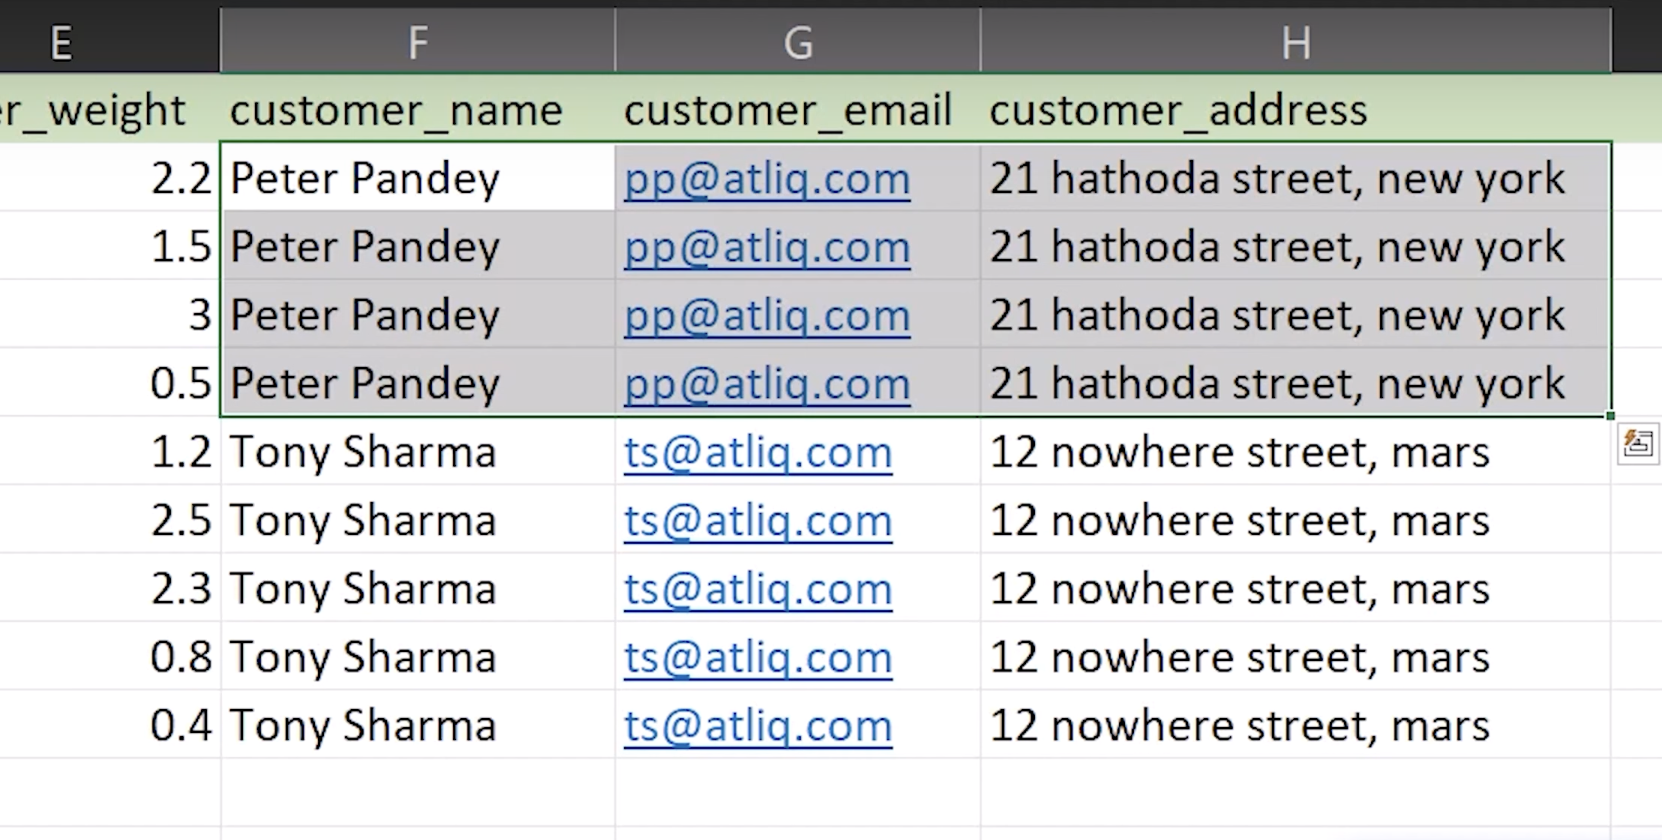 E F G H
er_weight customer_name customer_email customer_address
2.2 Peter Pandey pp@atliq.com 21 hathoda street, new york
1.5 Peter Pandey pp@atliq.com 21 hathoda street, new york
3 Peter Pandey pp@atliq.com 21 hathoda street, new york
0.5 Peter Pandey pp@atliq.com 21 hathoda street, new york
1.2 Tony Sharma ts@atliq.com 12 nowhere street, mars
2.5 Tony Sharma ts@atliq.com 12 nowhere street, mars
2.3 Tony Sharma ts@atliq.com 12 nowhere street, mars
0.8 Tony Sharma ts@atliq.com 12 nowhere street, mars
0.4 Tony Sharma ts@atliq.com 12 nowhere street, mars